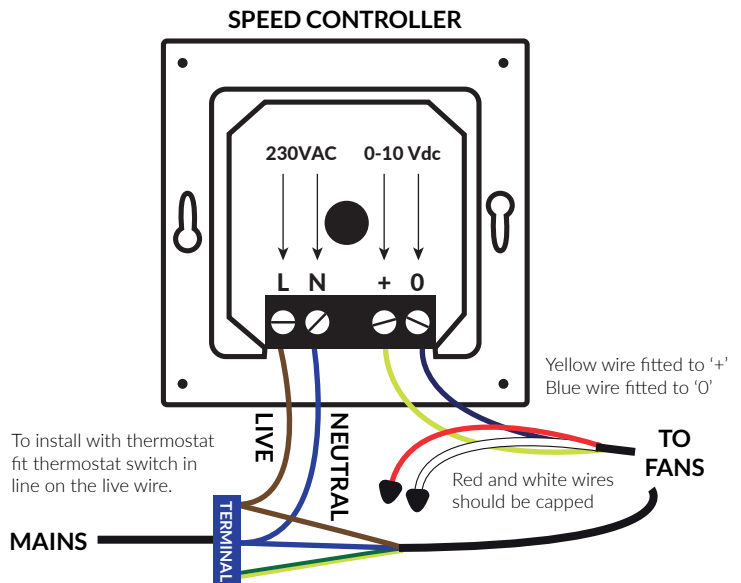 SPEED CONTROLLER
230VAC
0-10 Vdc
L
N
+
0
Yellow wire fitted to ‘+’
Blue wire fitted to ‘0’
LIVE
NEUTRAL
To install with thermostat
fit thermostat switch in
line on the live wire.
TO
FANS
Red and white wires
should be capped
TERMINAL
MAINS